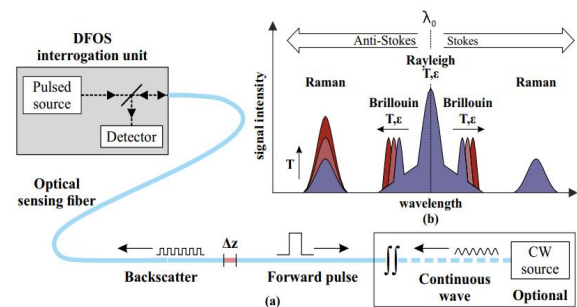 DFOS
interrogation unit
Pulsed
source
Detector
Optical
sensing fiber
Backscatter
Δz
Forward pulse
Continuous
wave
CW
source
Optional
(a)
λ0
Anti-Stokes
Stokes
Rayleigh
T,ε
Raman
Raman
Brillouin
T,ε
Brillouin
T,ε
T
signal intensity
wavelength
(b)